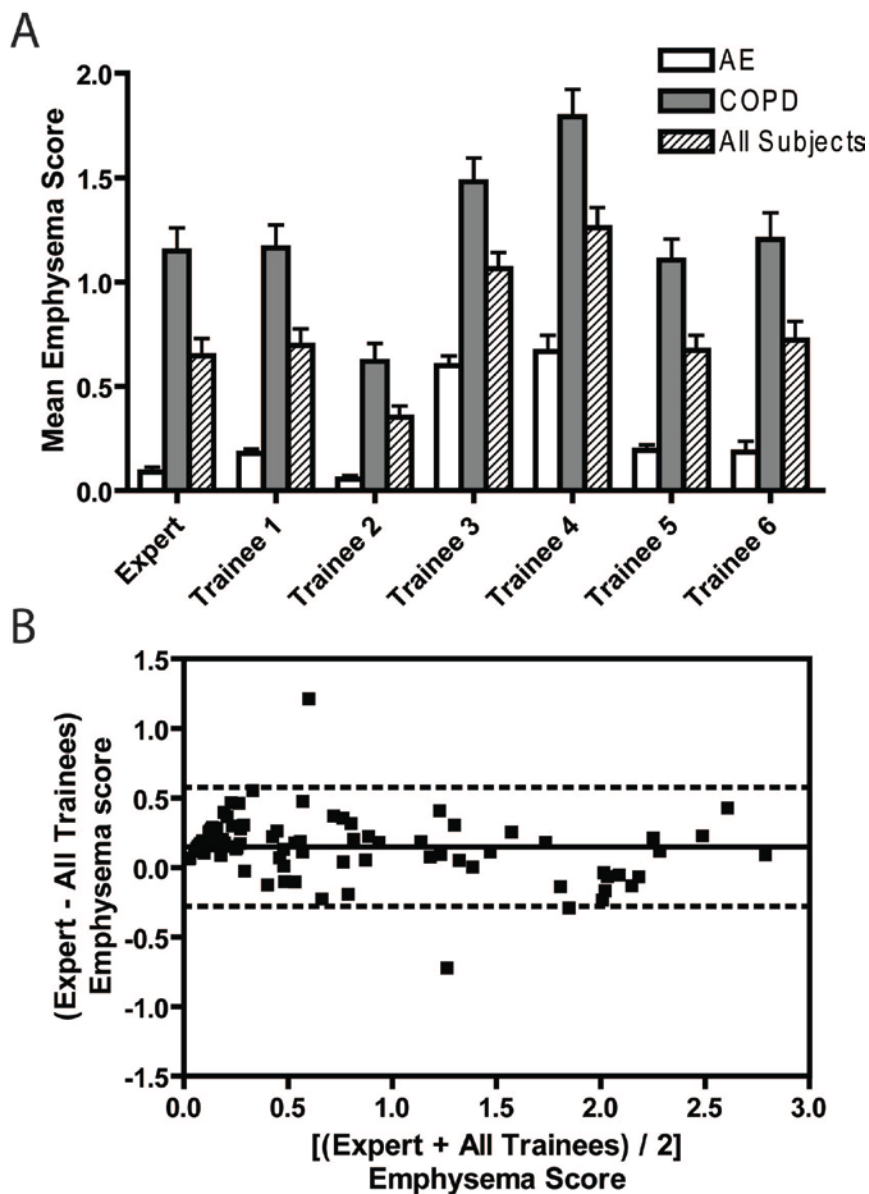 A
AE
COPD
All Subjects
2.0
1.5
1.0
0.5
0.0
Mean Emphysema Score
Expert
Trainee 1
Trainee 2
Trainee 3
Trainee 4
Trainee 5
Trainee 6
B
1.5
1.0
0.5
0.0
-0.5
-1.0
-1.5
(Expert - All Trainees)
Emphysema score
0.0 0.5 1.0 1.5 2.0 2.5 3.0
[(Expert + All Trainees) / 2]
Emphysema Score